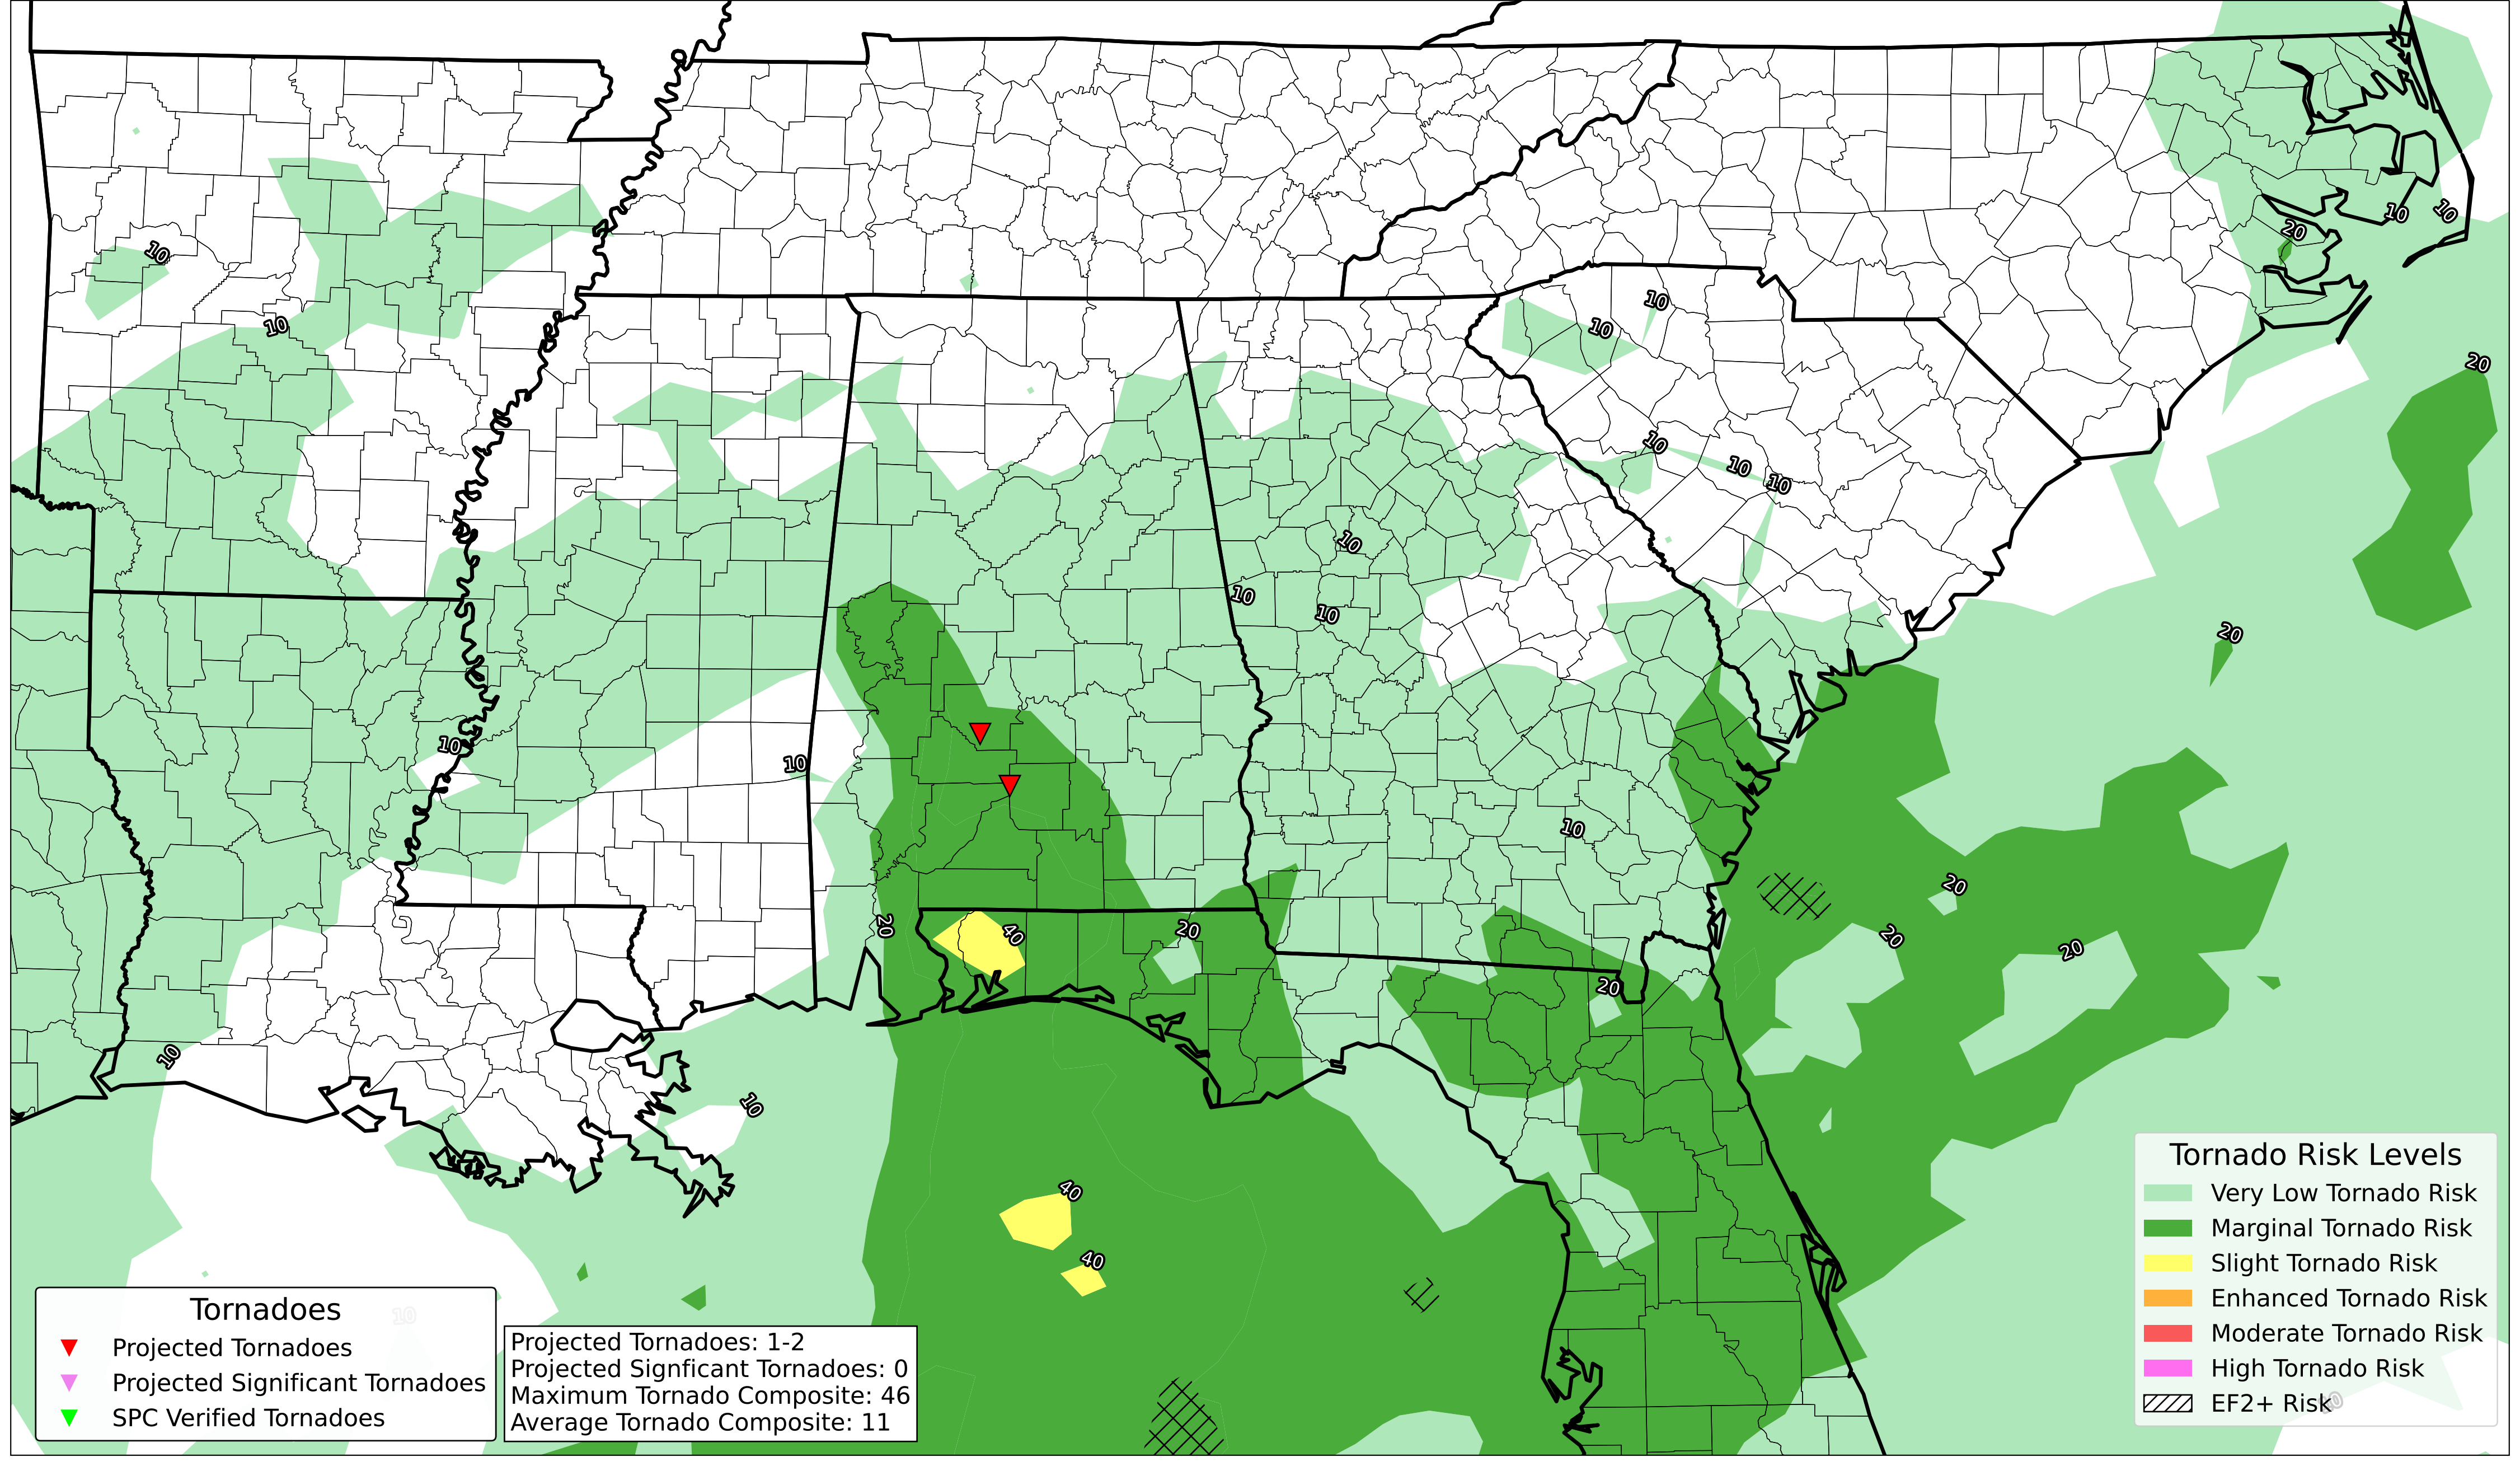 10
20
10
10
10
10
10
20
10
10
10
10
10
10
20
10
10
10
20
20
40
20
20
20
20
10
10
40
40
10
Tornado Risk Levels
Very Low Tornado Risk
Marginal Tornado Risk
Slight Tornado Risk
Enhanced Tornado Risk
Moderate Tornado Risk
High Tornado Risk
EF2+ Risk
Tornadoes
Projected Tornadoes
Projected Significant Tornadoes
SPC Verified Tornadoes
Projected Tornadoes: 1-2
Projected Signficant Tornadoes: 0
Maximum Tornado Composite: 46
Average Tornado Composite: 11